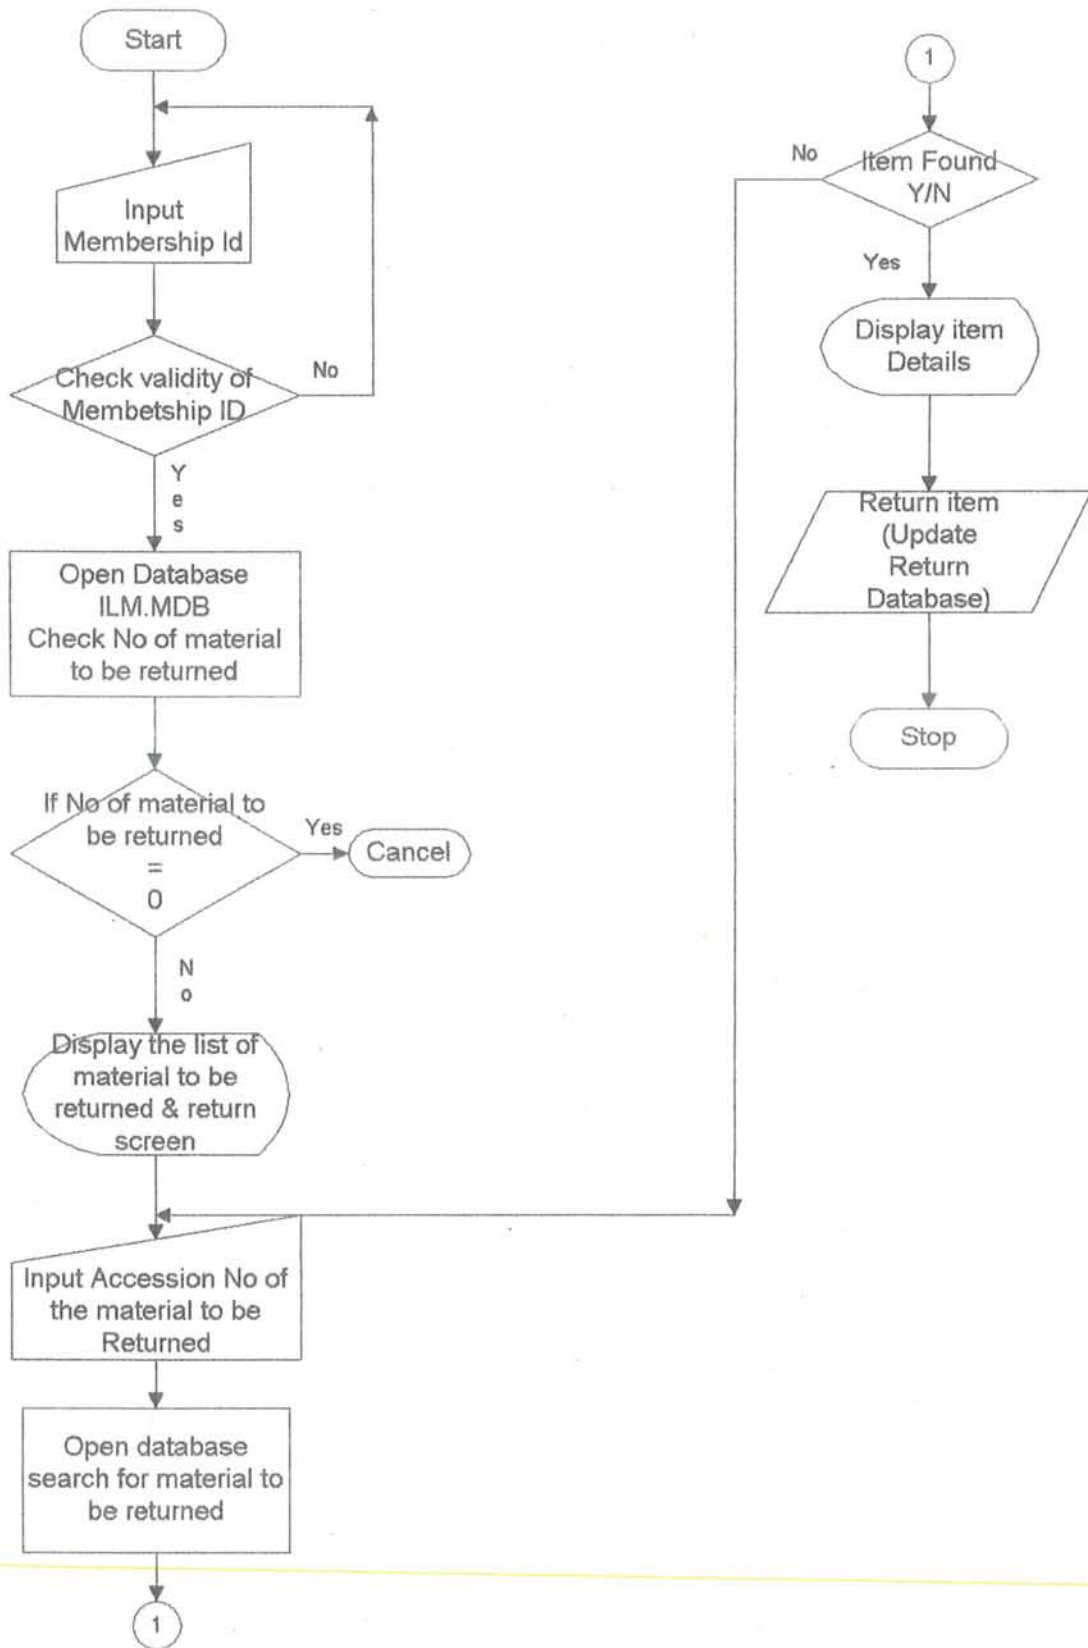 Start
Input
Membership Id
Check validity of
Membetship ID
No
Y
e
s
Open Database
ILM.MDB
Check No of material
to be returned
If No of material to
be returned
=
0
Yes
Cancel
N
o
Display the list of
material to be
returned & return
screen
Input Accession No of
the material to be
Returned
Open database
search for material to
be returned
1
1
Item Found
Y/N
No
Yes
Display item
Details
Return item
(Update
Return
Database)
Stop